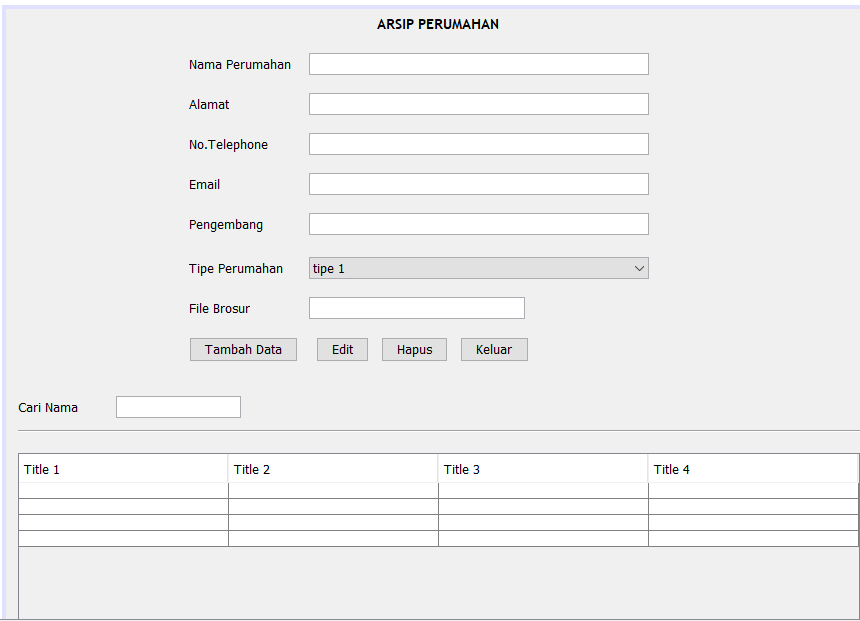 ARSIP PERUMAHAN
Nama Perumahan
Alamat
No.Telephone
Email
Pengembang
Tipe Perumahan tipe 1
File Brosur
Tambah Data Edit Hapus Keluar
Cari Nama
Title 1 Title 2 Title 3 Title 4